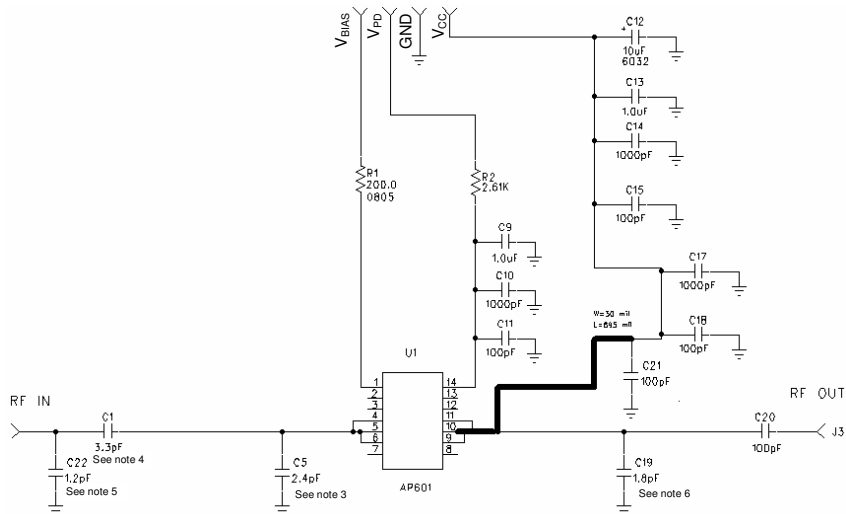 VBIAS
VPD
GND
VCC
C12
+
10uF
6032
C13
1.0uF
C14
1000pF
C15
100pF
R1
200.0
0805
R2
2.61K
C9
1.0uF
C10
1000pF
C11
100pF
C17
1000pF
W=30 mil
C18
100pF
C21
100pF
U1
1
2
3
4
5
6
7
14
13
12
11
10
9
8
AP601
RF IN
C1
3.3pF
See note 4
C22
1.2pF
See note 5
C5
2.4pF
See note 3
RF OUT
C20
100pF
J3
C19
1.8pF
See note 6